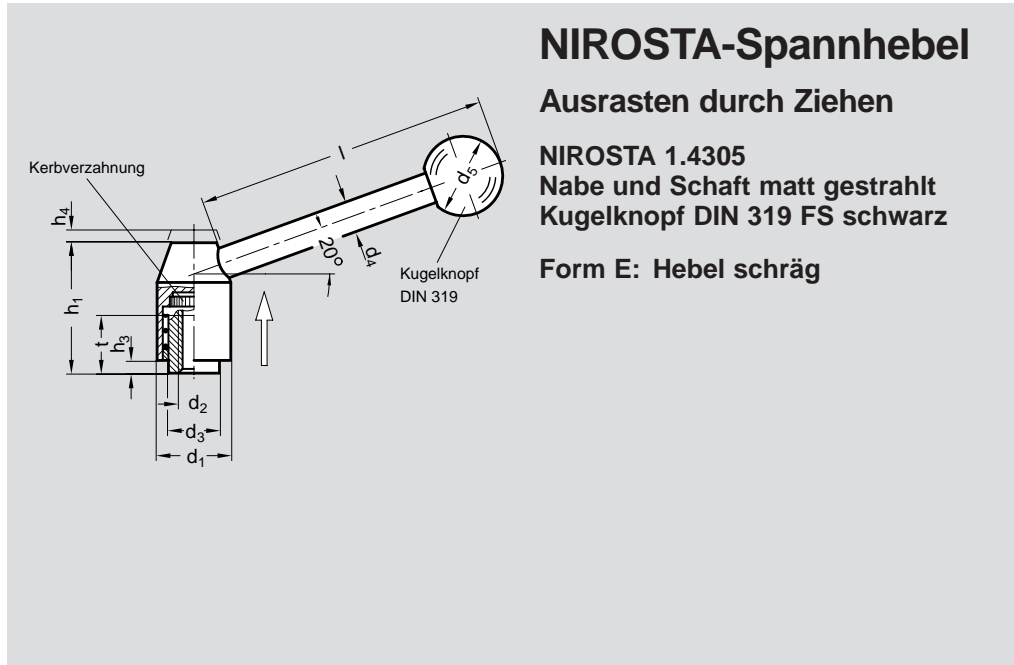 NIROSTA-Spannhebel
Ausrasten durch Ziehen
NIROSTA 1.4305
Nabe und Schaft matt gestrahlt
Kugelknopf DIN 319 FS schwarz
Form E: Hebel schräg
Kerbverzahnung
l
d5
h4
20°
d4
Kugelknopf
DIN 319
h1
t
h3
d2
d3
d1